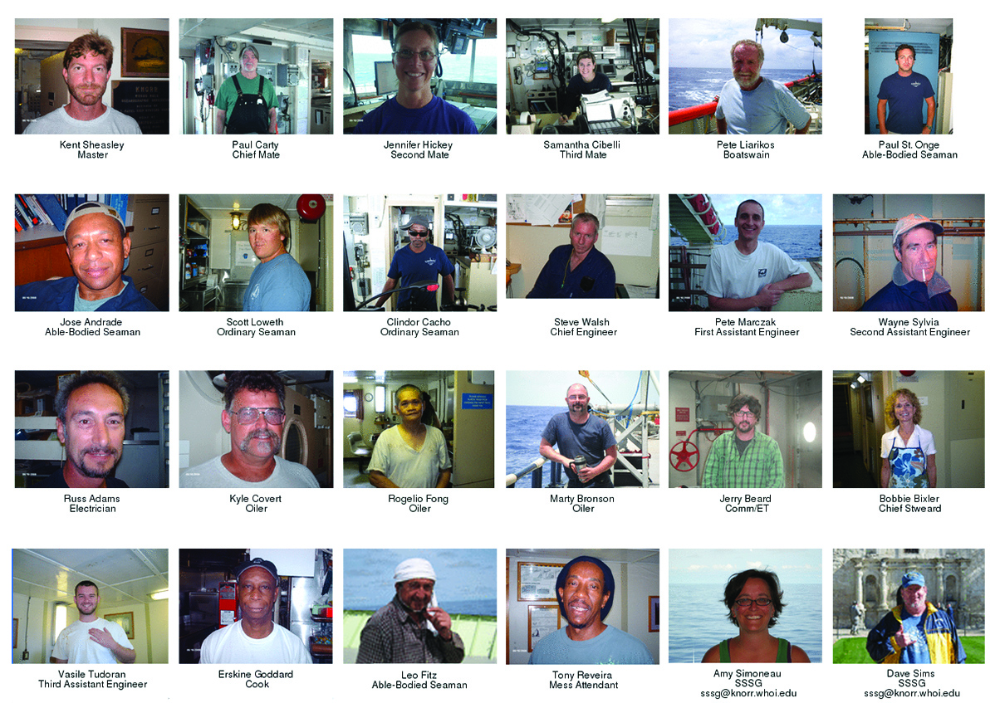 KNORR
Kent Sheasley
Master
Paul Carty
Chief Mate
Jennifer Hickey
Second Mate
Samantha Cibelli
Third Mate
Pete Liarikos
Boatswain
Paul St. Onge
Able-Bodied Seaman
Jose Andrade
Able-Bodied Seaman
Scott Loweth
Ordinary Seaman
Clindor Cacho
Ordinary Seaman
Steve Walsh
Chief Engineer
Pete Marczak
First Assistant Engineer
Wayne Sylvia
Second Assistant Engineer
Russ Adams
Electrician
Kyle Covert
Oiler
Rogelio Fong
Oiler
Marty Bronson
Oiler
Jerry Beard
Comm/ET
Bobbie Bixler
Chief Stweard
Vasile Tudoran
Third Assistant Engineer
Erskine Goddard
Cook
Leo Fitz
Able-Bodied Seaman
Tony Reveira
Mess Attendant
Amy Simoneau
SSSG
sssg@knorr.whoi.edu
Dave Sims
SSSG
sssg@knorr.whoi.edu